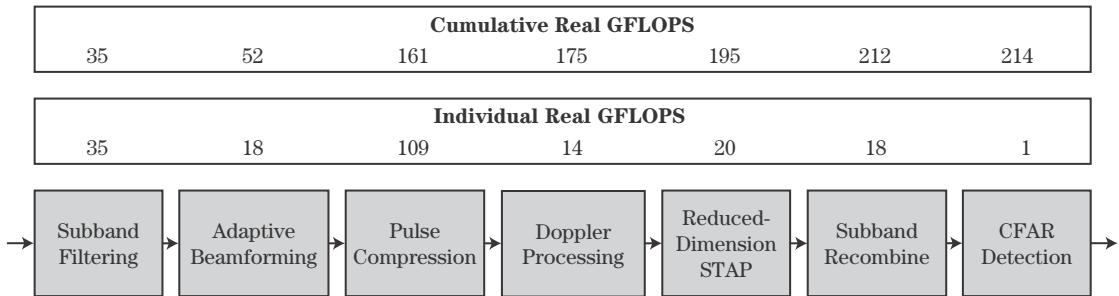 Cumulative Real GFLOPS
35 52 161 175 195 212 214
Individual Real GFLOPS
35 18 109 14 20 18 1
Subband
Filtering
Adaptive
Beamforming
Pulse
Compression
Doppler
Processing
Reduced-
Dimension
STAP
Subband
Recombine
CFAR
Detection